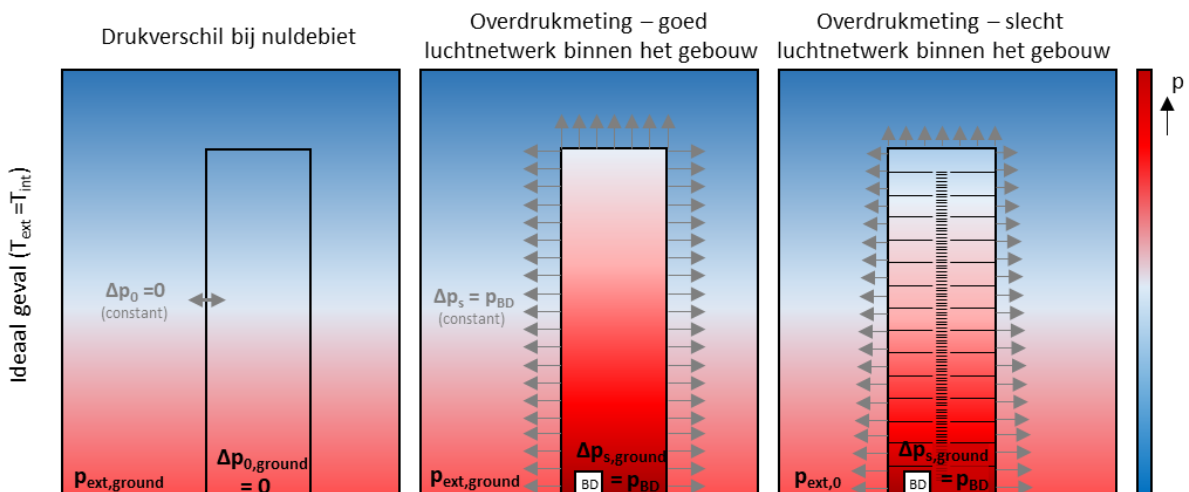 Drukverschil bij nuldebiet
Overdrukmeting – goed
luchtnetwerk binnen het gebouw
Overdrukmeting – slecht
luchtnetwerk binnen het gebouw
p
Ideaal geval (Text =Tint)
Δp0 =0
(constant)
Δps = pBD
(constant)
pext,ground
Δp0,ground
= 0
pext,ground
Δps,ground
BD = pBD
pext,0
Δps,ground
BD = pBD